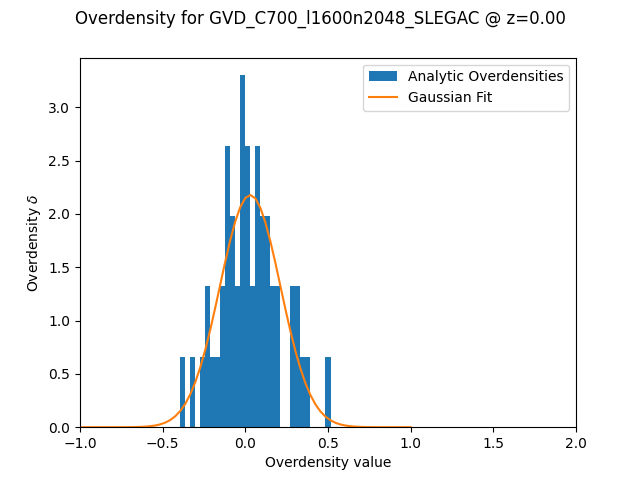 Overdensity for GVD_C700_l1600n2048_SLEGAC @ z=0.00
Analytic Overdensities
Gaussian Fit
Overdensity δ
3.0
2.5
2.0
1.5
1.0
0.5
0.0
−1.0 −0.5 0.0 0.5 1.0 1.5 2.0
Overdensity value